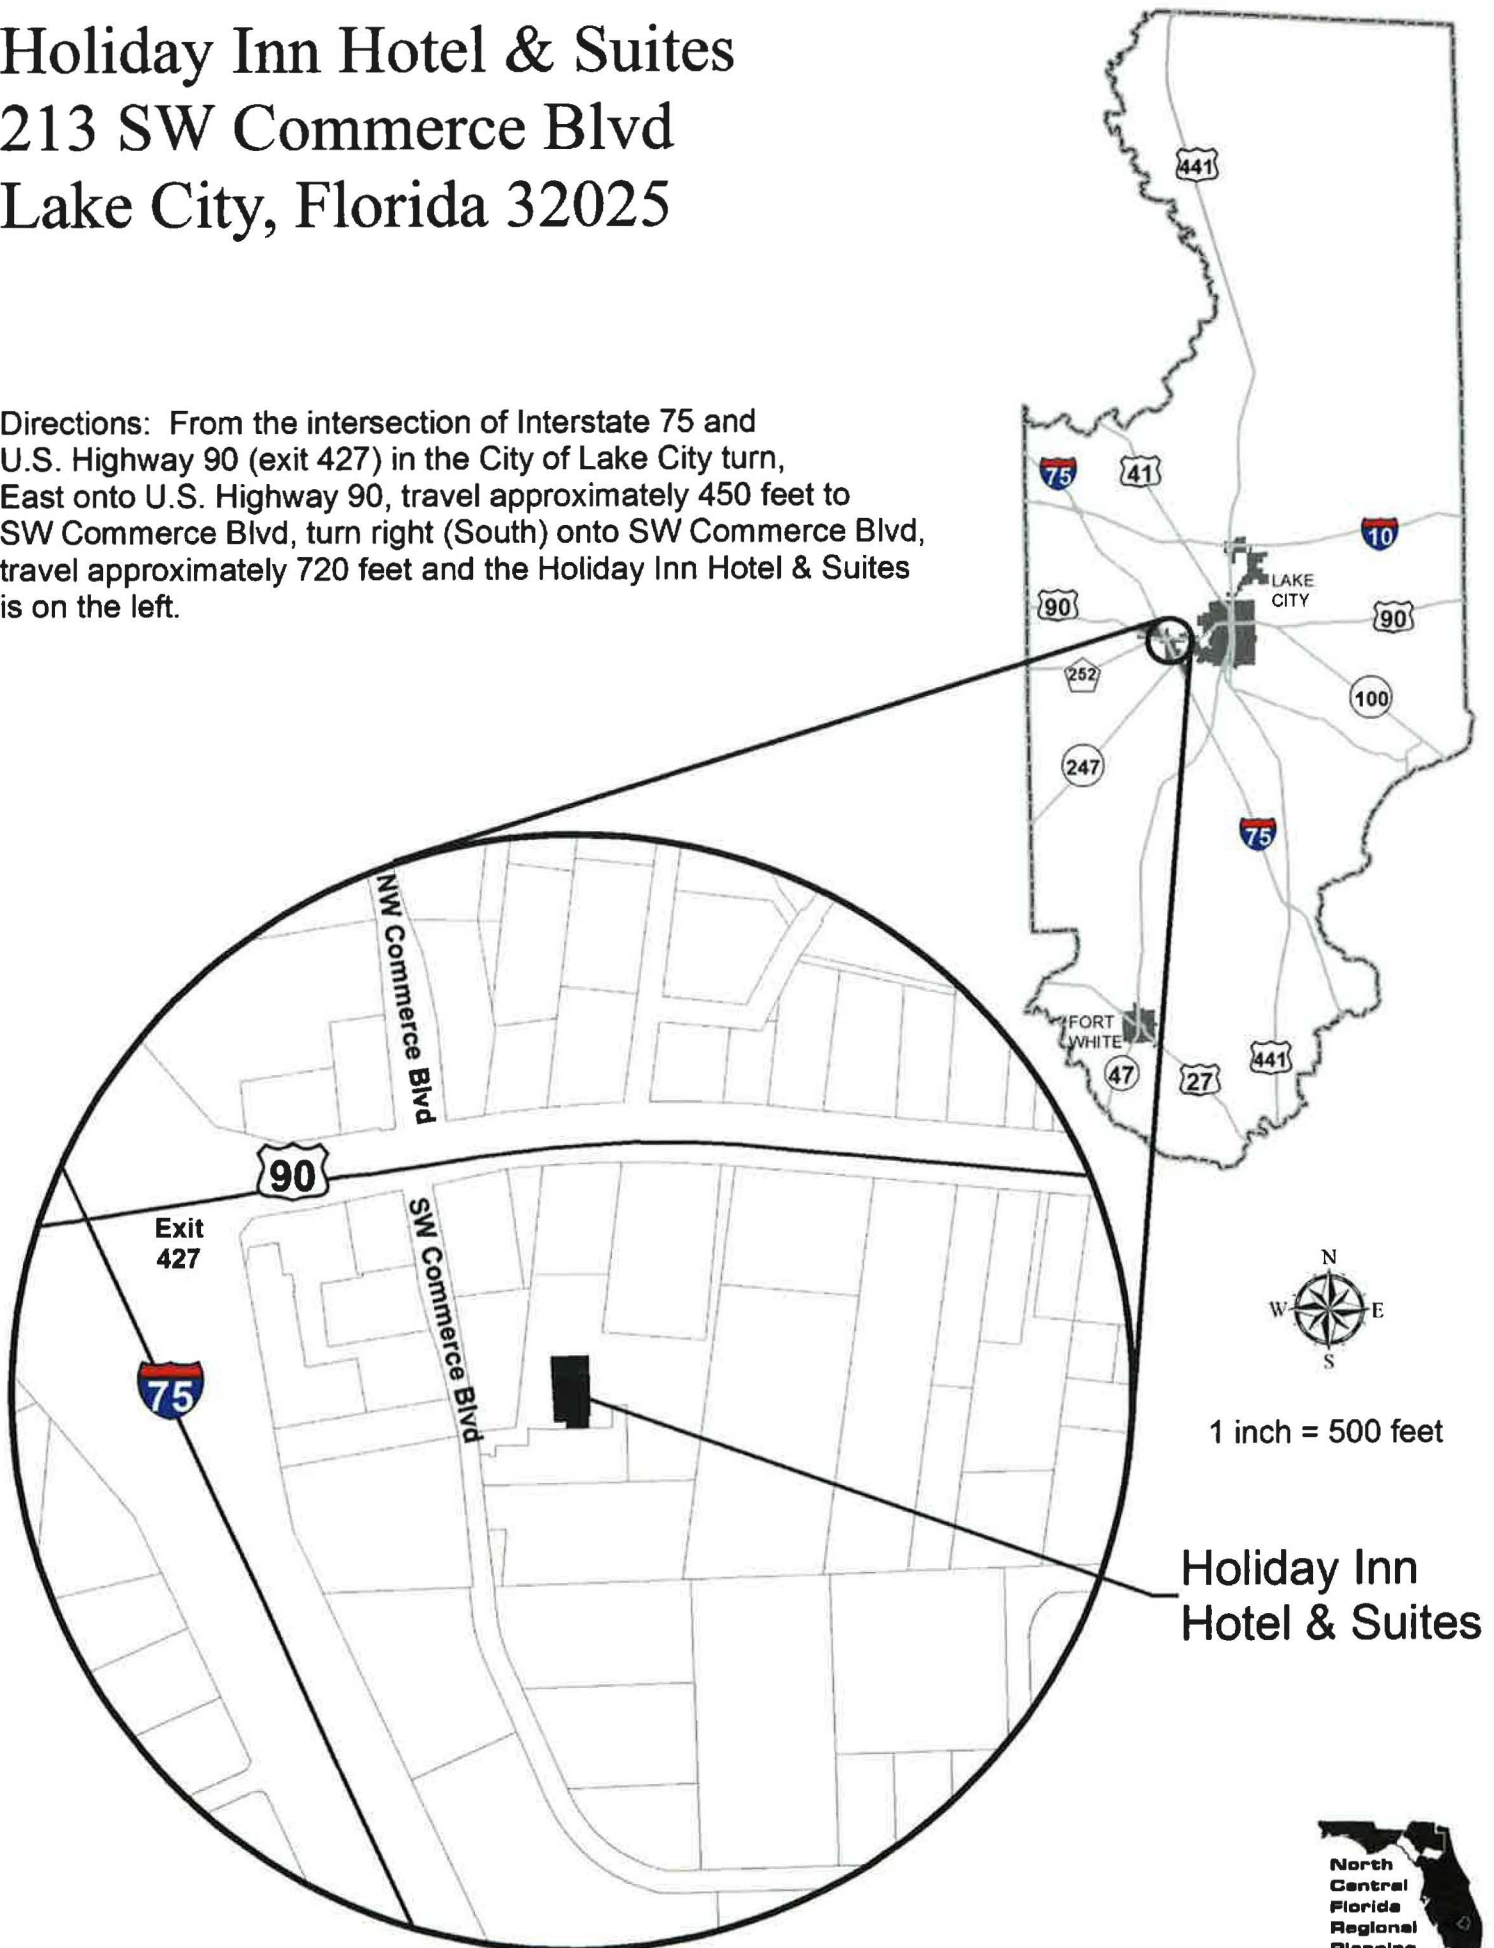 Holiday Inn Hotel & Suites
213 SW Commerce Blvd
Lake City, Florida 32025
Directions: From the intersection of Interstate 75 and
U.S. Highway 90 (exit 427) in the City of Lake City turn,
East onto U.S. Highway 90, travel approximately 450 feet to
SW Commerce Blvd, turn right (South) onto SW Commerce Blvd,
travel approximately 720 feet and the Holiday Inn Hotel & Suites
is on the left.
441
75
41
10
LAKE
CITY
90
90
252
100
247
75
FORT
WHITE
47
27
441
NW Commerce Blvd
90
Exit
427
SW Commerce Blvd
75
N
W
E
S
1 inch = 500 feet
Holiday Inn
Hotel & Suites
North
Central
Florida
Regional
Planning